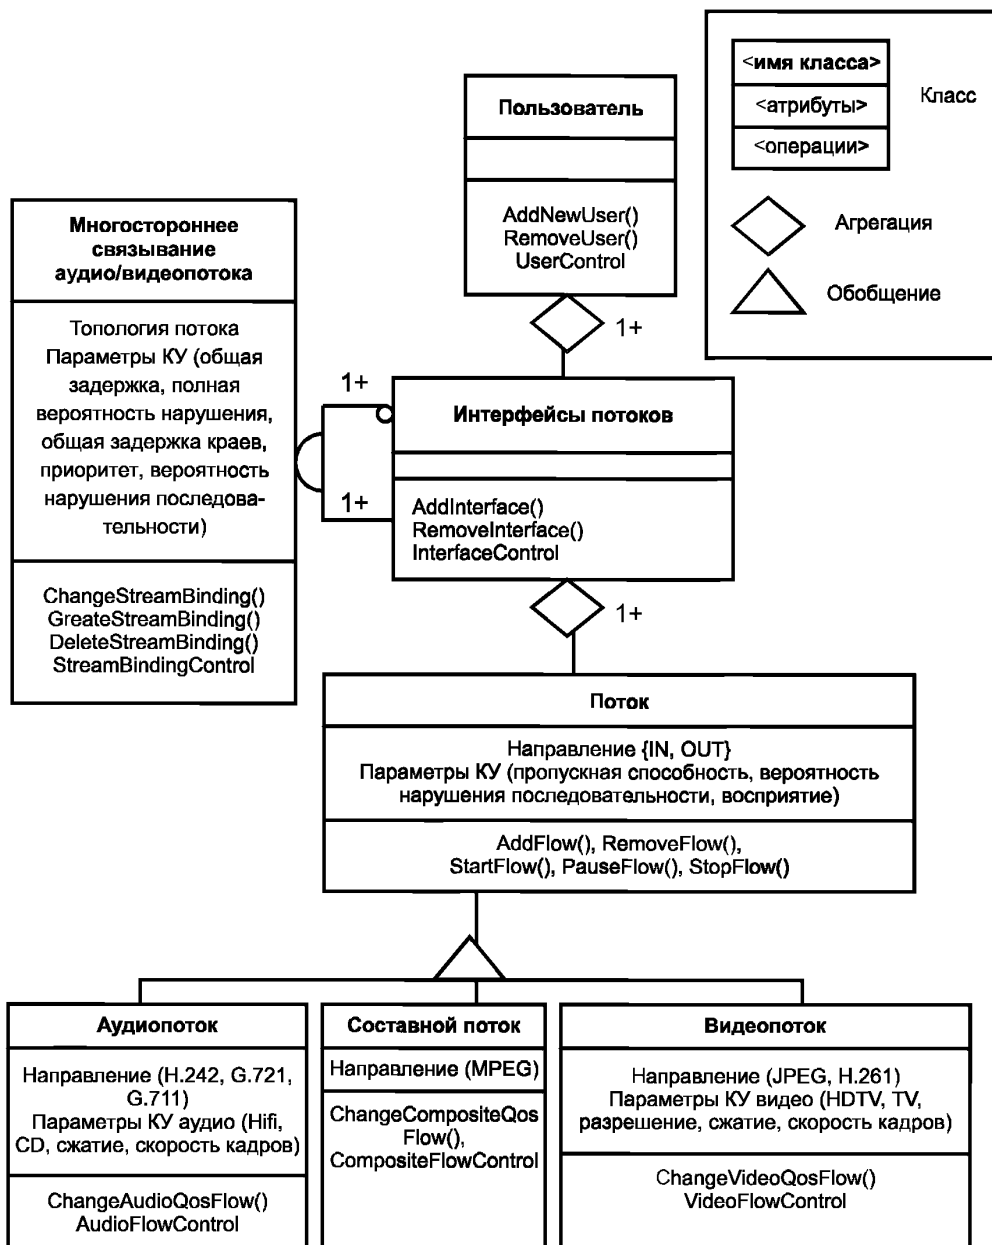 <имя класса>
<атрибуты>
<операции>
Класс
Агрегация
Обобщение
Пользователь
AddNewUser()
RemoveUser()
UserControl
1+
Многостороннее
связывание
аудио/видеопотока
Топология потока
Параметры КУ (общая
задержка, полная
вероятность нарушения,
общая задержка краев,
приоритет, вероятность
нарушения последова-
тельности)
ChangeStreamBinding()
GreateStreamBinding()
DeleteStreamBinding()
StreamBindingControl
1+
1+
Интерфейсы потоков
AddInterface()
RemoveInterface()
InterfaceControl
1+
Поток
Направление {IN, OUT}
Параметры КУ (пропускная способность, вероятность
нарушения последовательности, восприятие)
AddFlow(), RemoveFlow(),
StartFlow(), PauseFlow(), StopFlow()
Аудиопоток
Направление (H.242, G.721,
G.711)
Параметры КУ аудио (Hifi,
CD, сжатие, скорость кадров)
ChangeAudioQosFlow()
AudioFlowControl
Составной поток
Направление (MPEG)
ChangeCompositeQos
Flow(),
CompositeFlowControl
Видеопоток
Направление (JPEG, H.261)
Параметры КУ видео (HDTV, TV,
разрешение, сжатие, скорость кадров)
ChangeVideoQosFlow()
VideoFlowControl